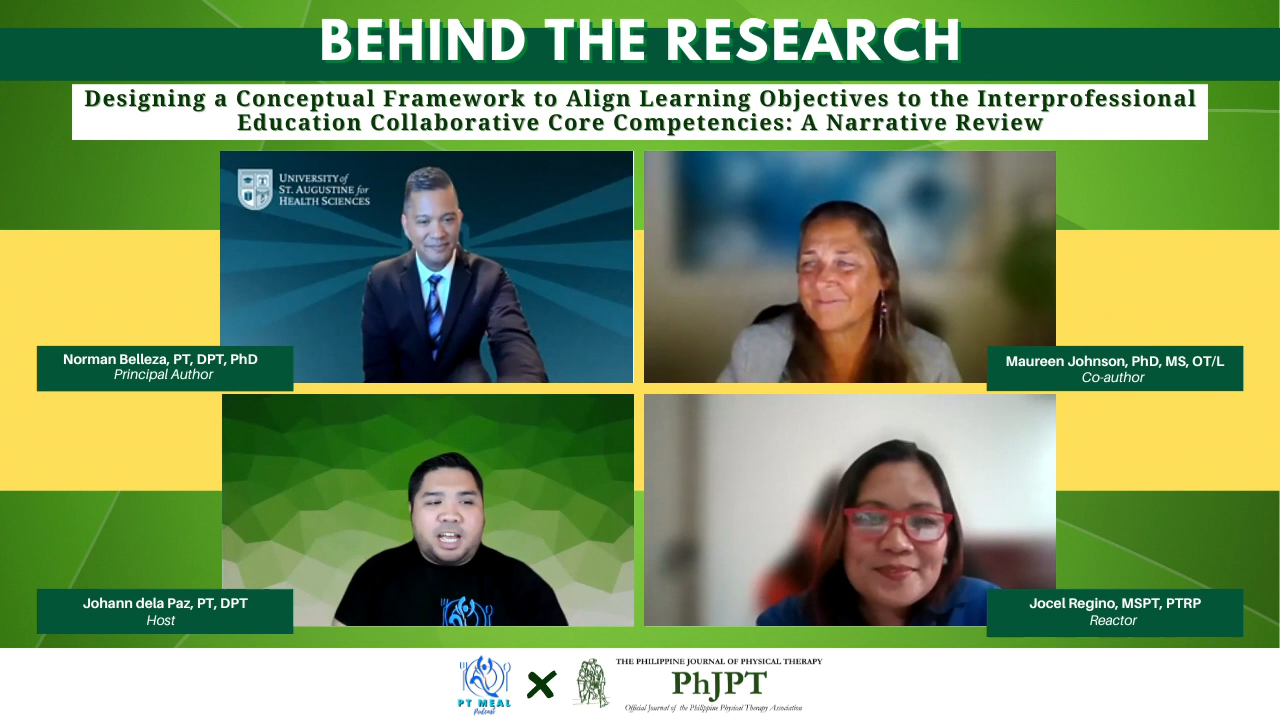 BEHIND THE RESEARCH
Designing a Conceptual Framework to Align Learning Objectives to the Interprofessional
Education Collaborative Core Competencies: A Narrative Review
UNIVERSITY of
ST. AUGUSTINE for
HEALTH SCIENCES
Norman Belleza, PT, DPT, PhD
Principal Author
Maureen Johnson, PhD, MS, OT/L
Co-author
Johann dela Paz, PT, DPT
Host
Jocel Regino, MSPT, PTRP
Reactor
PT MEAL
Podcast
THE PHILIPPINE JOURNAL OF PHYSICAL THERAPY
PhJPT
Official Journal of the Philippine Physical Therapy Association